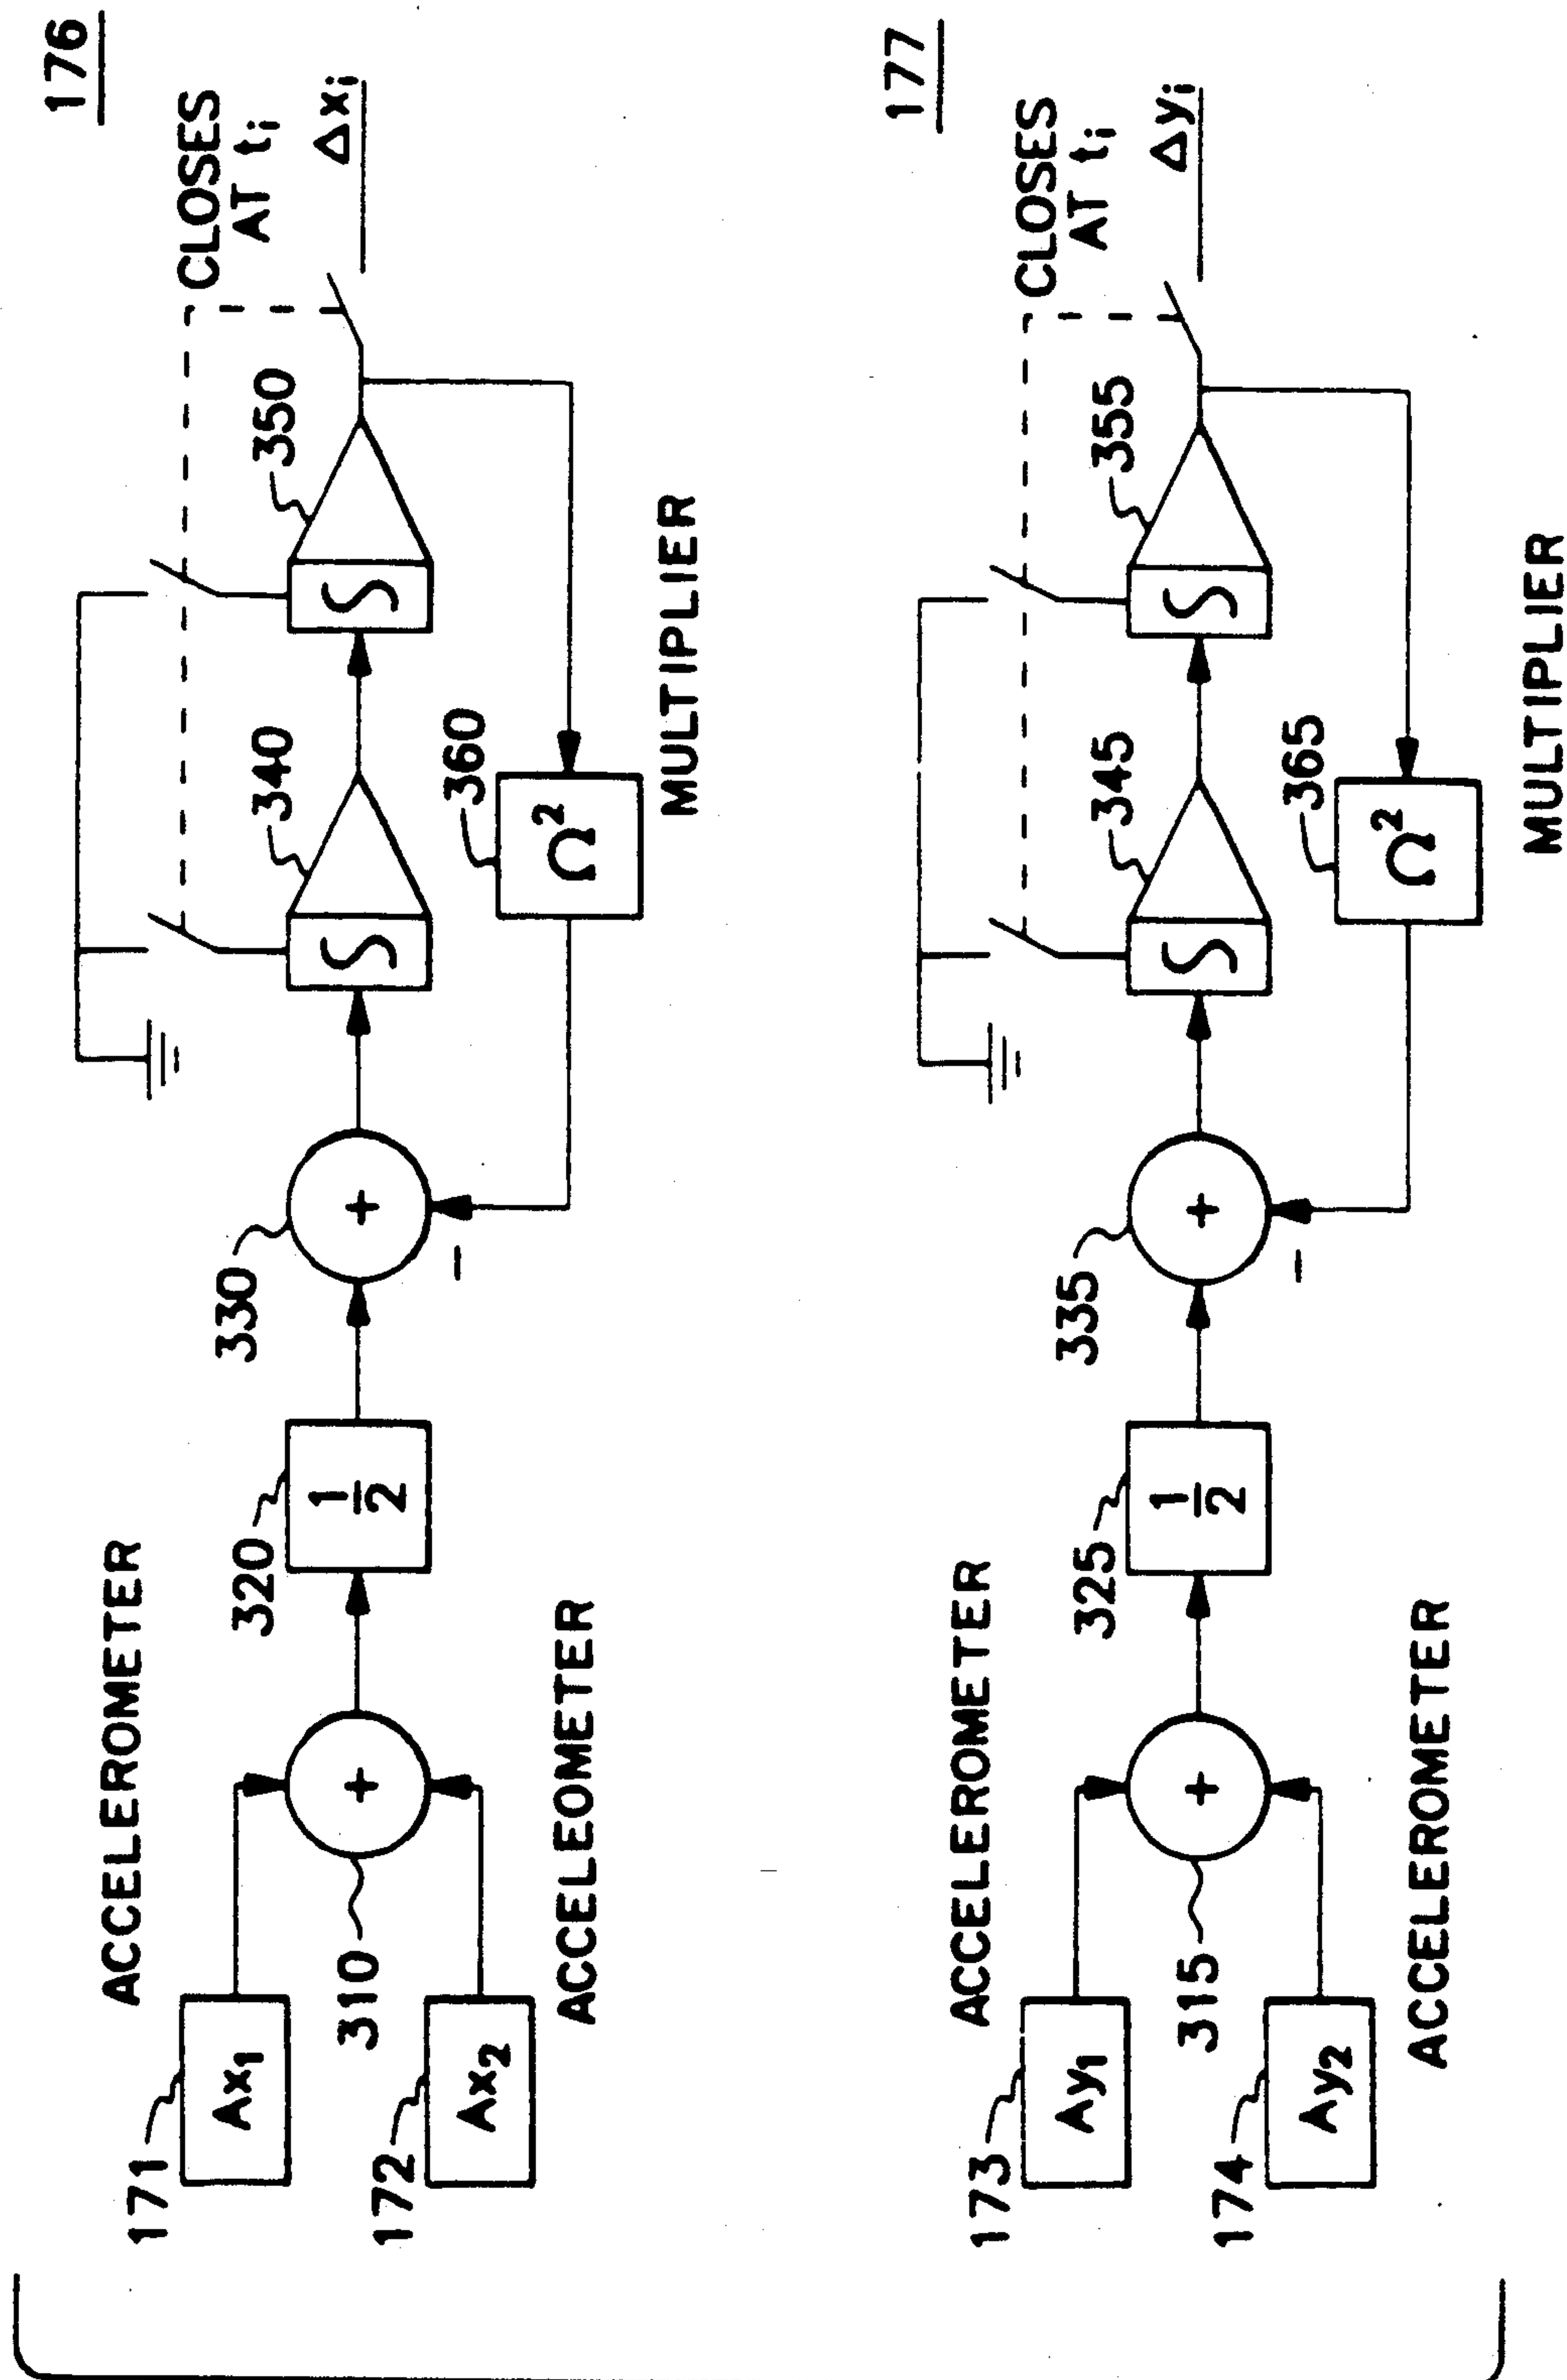 176
ACCELEROMETER
171
Ax1
172
Ax2
ACCELEOMETER
310
+
320
1
2
330
+
−
∫
340
∫
350
360
Ω²
MULTIPLIER
CLOSES
AT ti
Δxi
177
ACCELEROMETER
173
Ay1
174
Ay2
ACCELEROMETER
315
+
325
1
2
335
+
−
∫
345
∫
355
365
Ω²
MULTIPLIER
CLOSES
AT ti
Δyi